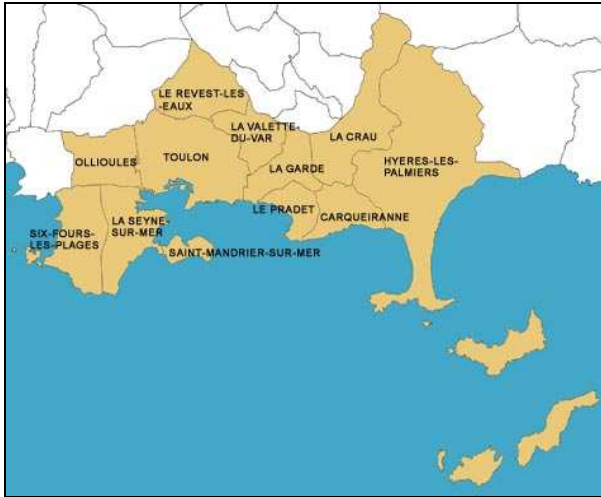 LE REVEST-LES
-EAUX
LA VALETTE-
DU-VAR
LA CRAU
OLLIOULES
TOULON
HYERES-LES-
PALMIERS
LA GARDE
LE PRADET
CARQUEIRANNE
LA SEYNE-
SUR-MER
SIX-FOURS-
LES-PLAGES
SAINT-MANDRIER-SUR-MER